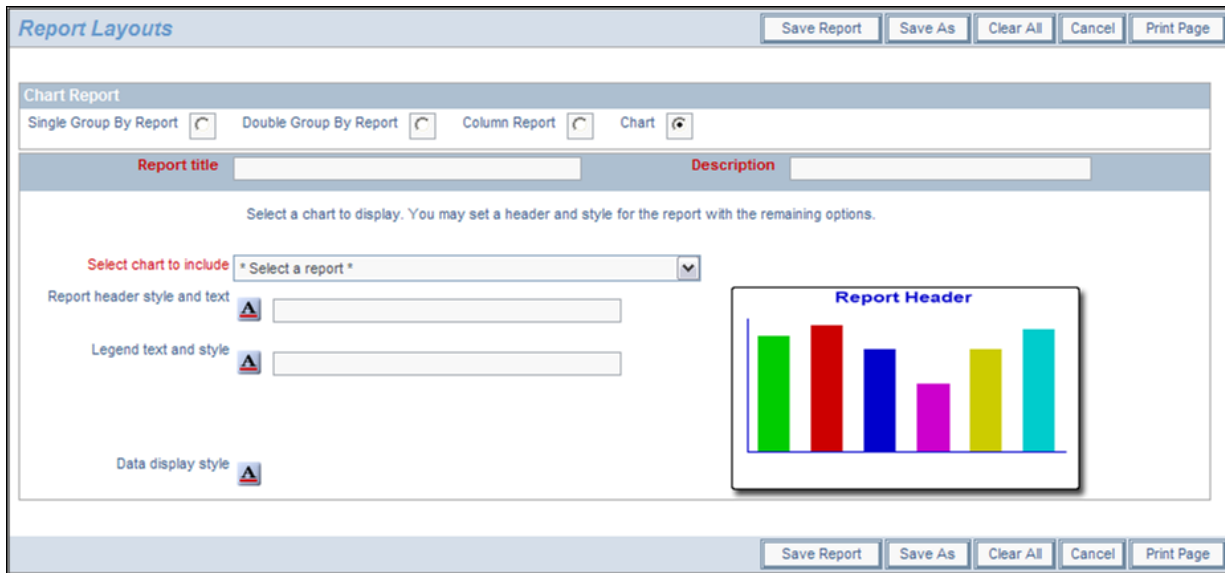 Report Layouts Save Report Save As Clear All Cancel Print Page
Chart Report
Single Group By Report Double Group By Report Column Report Chart
Report title Description
Select a chart to display. You may set a header and style for the report with the remaining options.
Select chart to include * Select a report *
Report header style and text A
Report Header
Legend text and style A
Data display style A
Save Report Save As Clear All Cancel Print Page